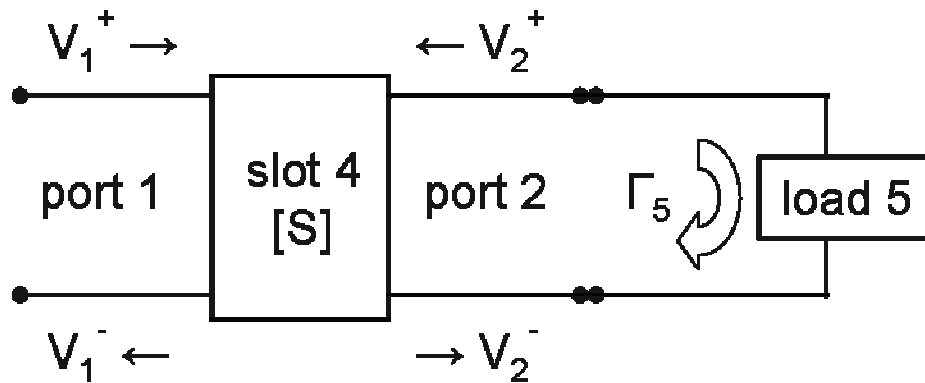 V₁⁺ → ← V₂⁺
slot 4
[S]
port 1
port 2
Γ₅
load 5
V₁⁻ ← → V₂⁻